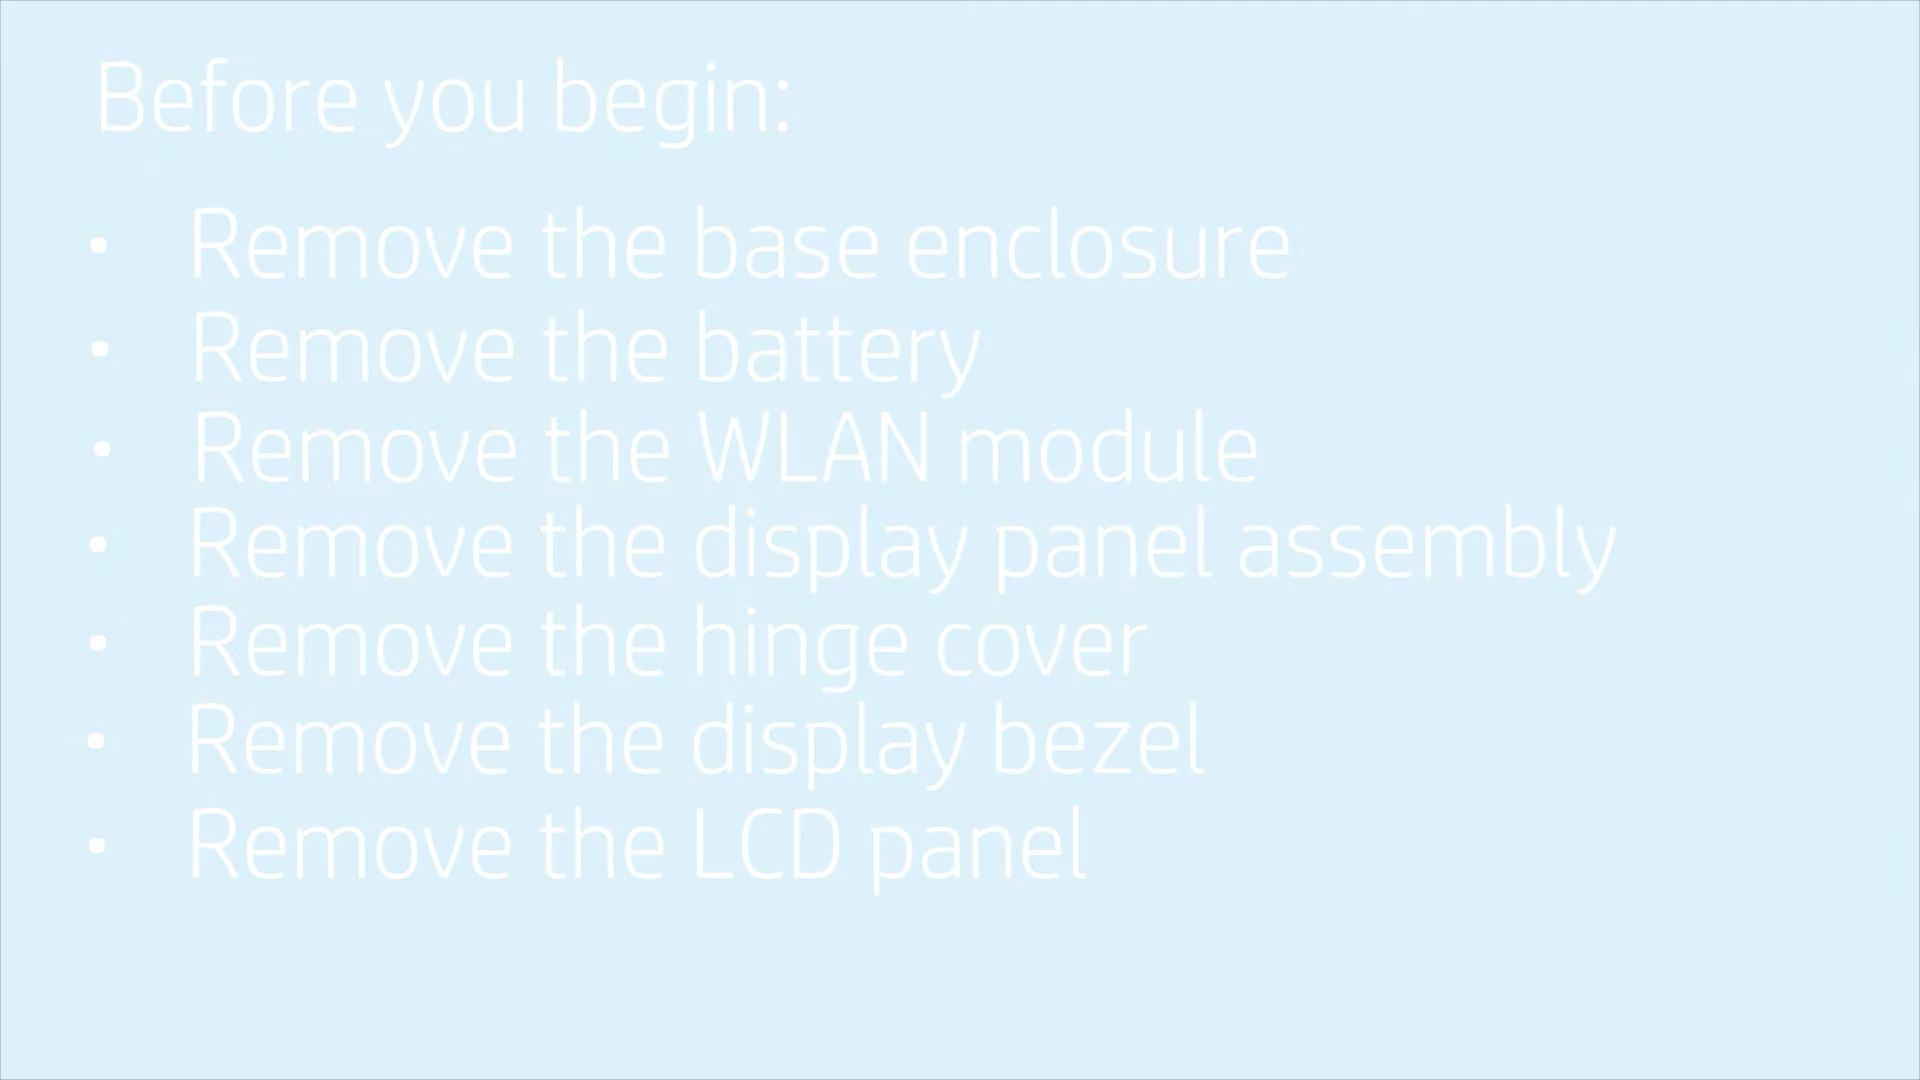 Before you begin:
• Remove the base enclosure
• Remove the battery
• Remove the WLAN module
• Remove the display panel assembly
• Remove the hinge cover
• Remove the display bezel
• Remove the LCD panel